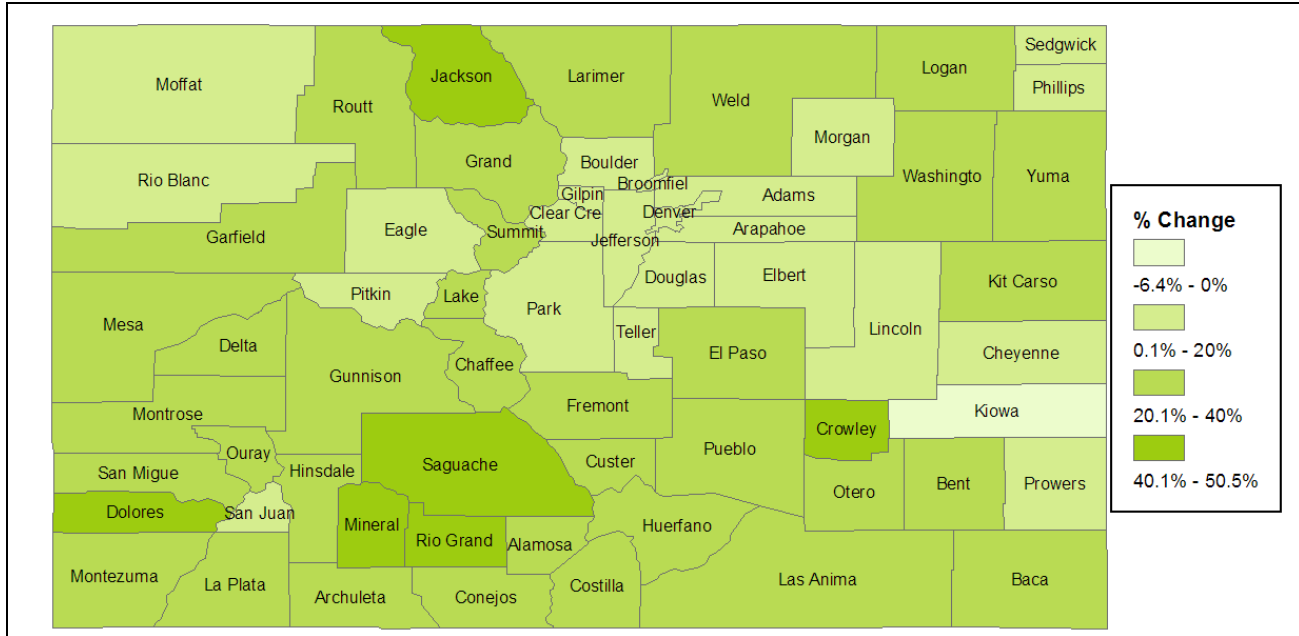 Sedgwick
Jackson
Larimer
Logan
Moffat
Phillips
Routt
Weld
Morgan
Grand
Boulder
Washingto
Yuma
Rio Blanc
Broomfiel
Gilpin
Adams
Clear Cre
Denver
Garfield
Eagle
Summit
Arapahoe
Jefferson
Douglas
Elbert
Kit Carso
Pitkin
Lake
Park
Mesa
Lincoln
Teller
Delta
El Paso
Cheyenne
Chaffee
Gunnison
Fremont
Kiowa
Montrose
Crowley
Pueblo
Ouray
San Migue
Hinsdale
Saguache
Custer
Otero
Bent
Prowers
Dolores
San Juan
Mineral
Rio Grand
Alamosa
Huerfano
Montezuma
La Plata
Archuleta
Conejos
Costilla
Las Anima
Baca
% Change
-6.4% - 0%
0.1% - 20%
20.1% - 40%
40.1% - 50.5%